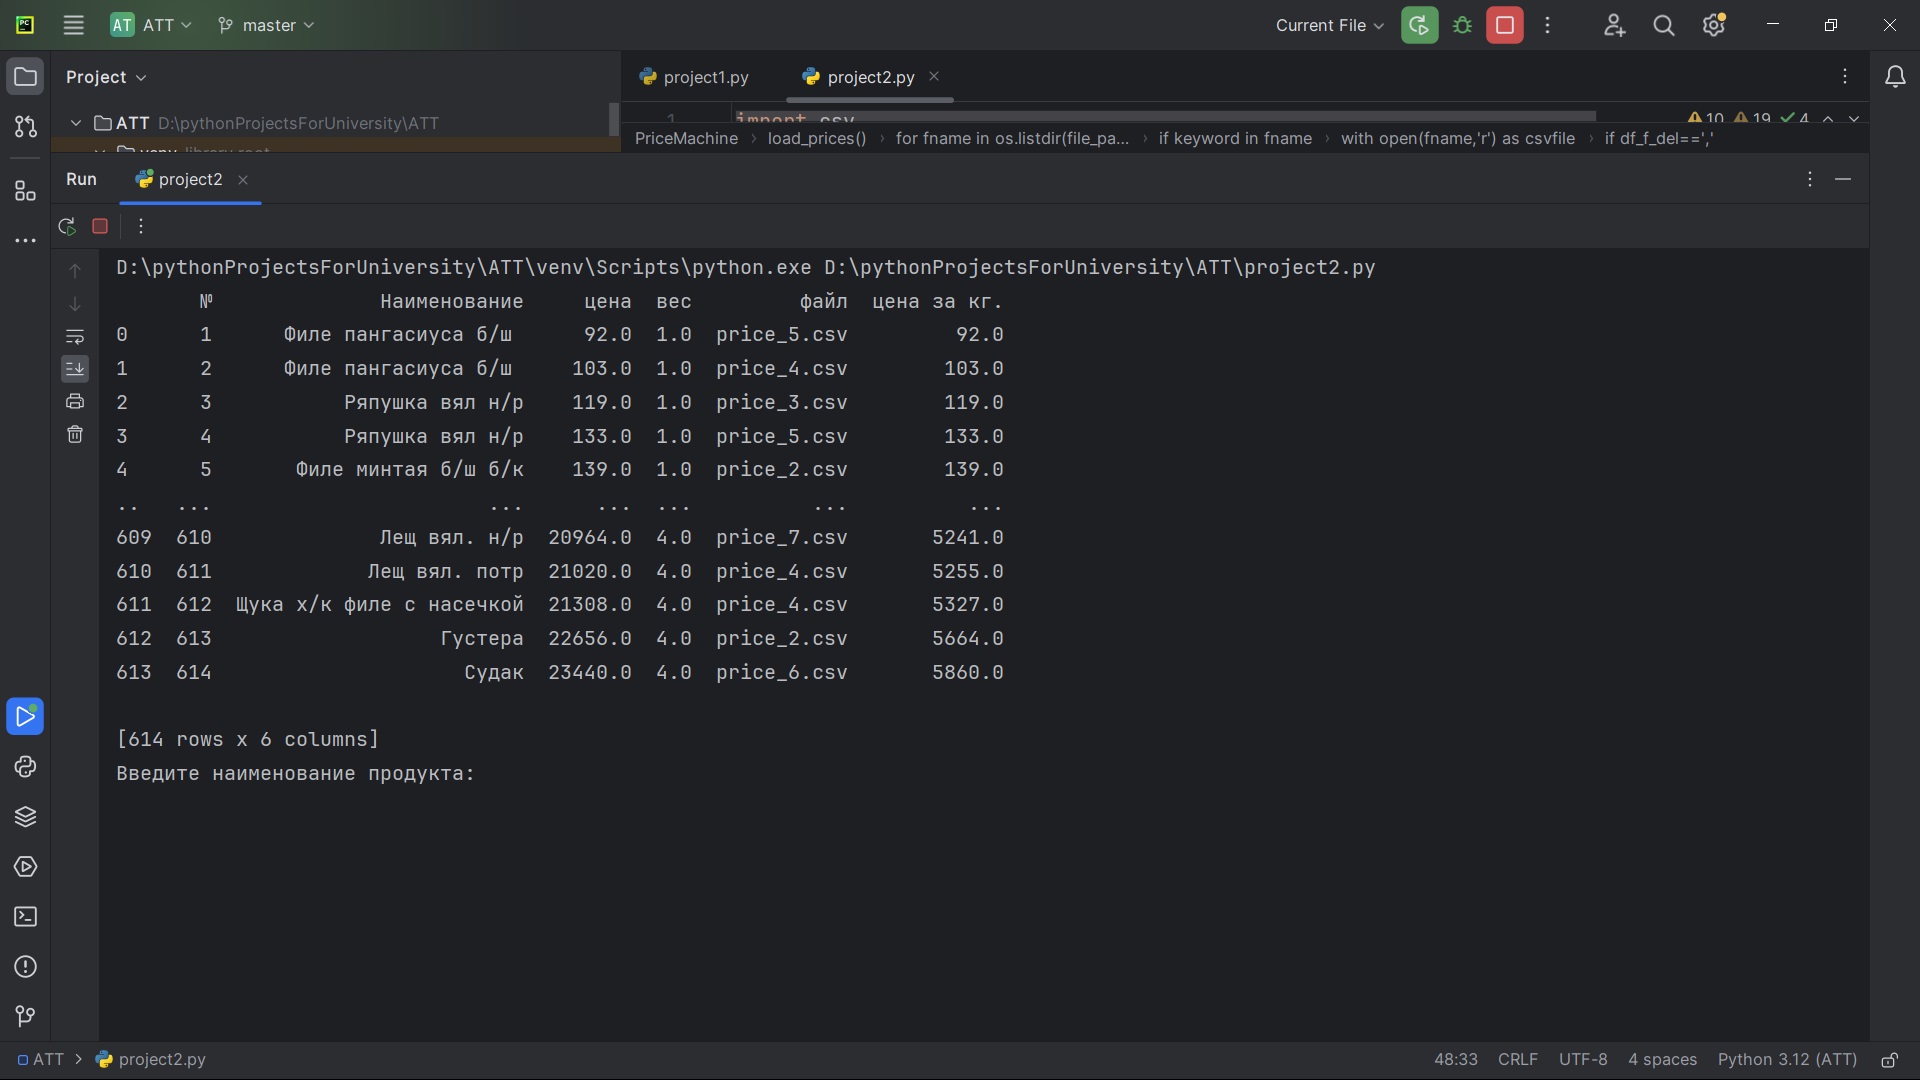 AT ATT master Current File
Project project1.py project2.py
ATT D:\pythonProjectsForUniversity\ATT 1 import csv 10 19 4
venv library root PriceMachine load_prices() for fname in os.listdir(file_pa... if keyword in fname with open(fname,'r') as csvfile if df_f_del==','
Run project2
D:\pythonProjectsForUniversity\ATT\venv\Scripts\python.exe D:\pythonProjectsForUniversity\ATT\project2.py
№ Наименование цена вес файл цена за кг.
0 1 Филе пангасиуса б/ш 92.0 1.0 price_5.csv 92.0
1 2 Филе пангасиуса б/ш 103.0 1.0 price_4.csv 103.0
2 3 Ряпушка вял н/р 119.0 1.0 price_3.csv 119.0
3 4 Ряпушка вял н/р 133.0 1.0 price_5.csv 133.0
4 5 Филе минтая б/ш б/к 139.0 1.0 price_2.csv 139.0
.. ... ... ... ... ... ...
609 610 Лещ вял. н/р 20964.0 4.0 price_7.csv 5241.0
610 611 Лещ вял. потр 21020.0 4.0 price_4.csv 5255.0
611 612 Щука х/к филе с насечкой 21308.0 4.0 price_4.csv 5327.0
612 613 Густера 22656.0 4.0 price_2.csv 5664.0
613 614 Судак 23440.0 4.0 price_6.csv 5860.0
[614 rows x 6 columns]
Введите наименование продукта:
ATT project2.py 48:33 CRLF UTF-8 4 spaces Python 3.12 (ATT)